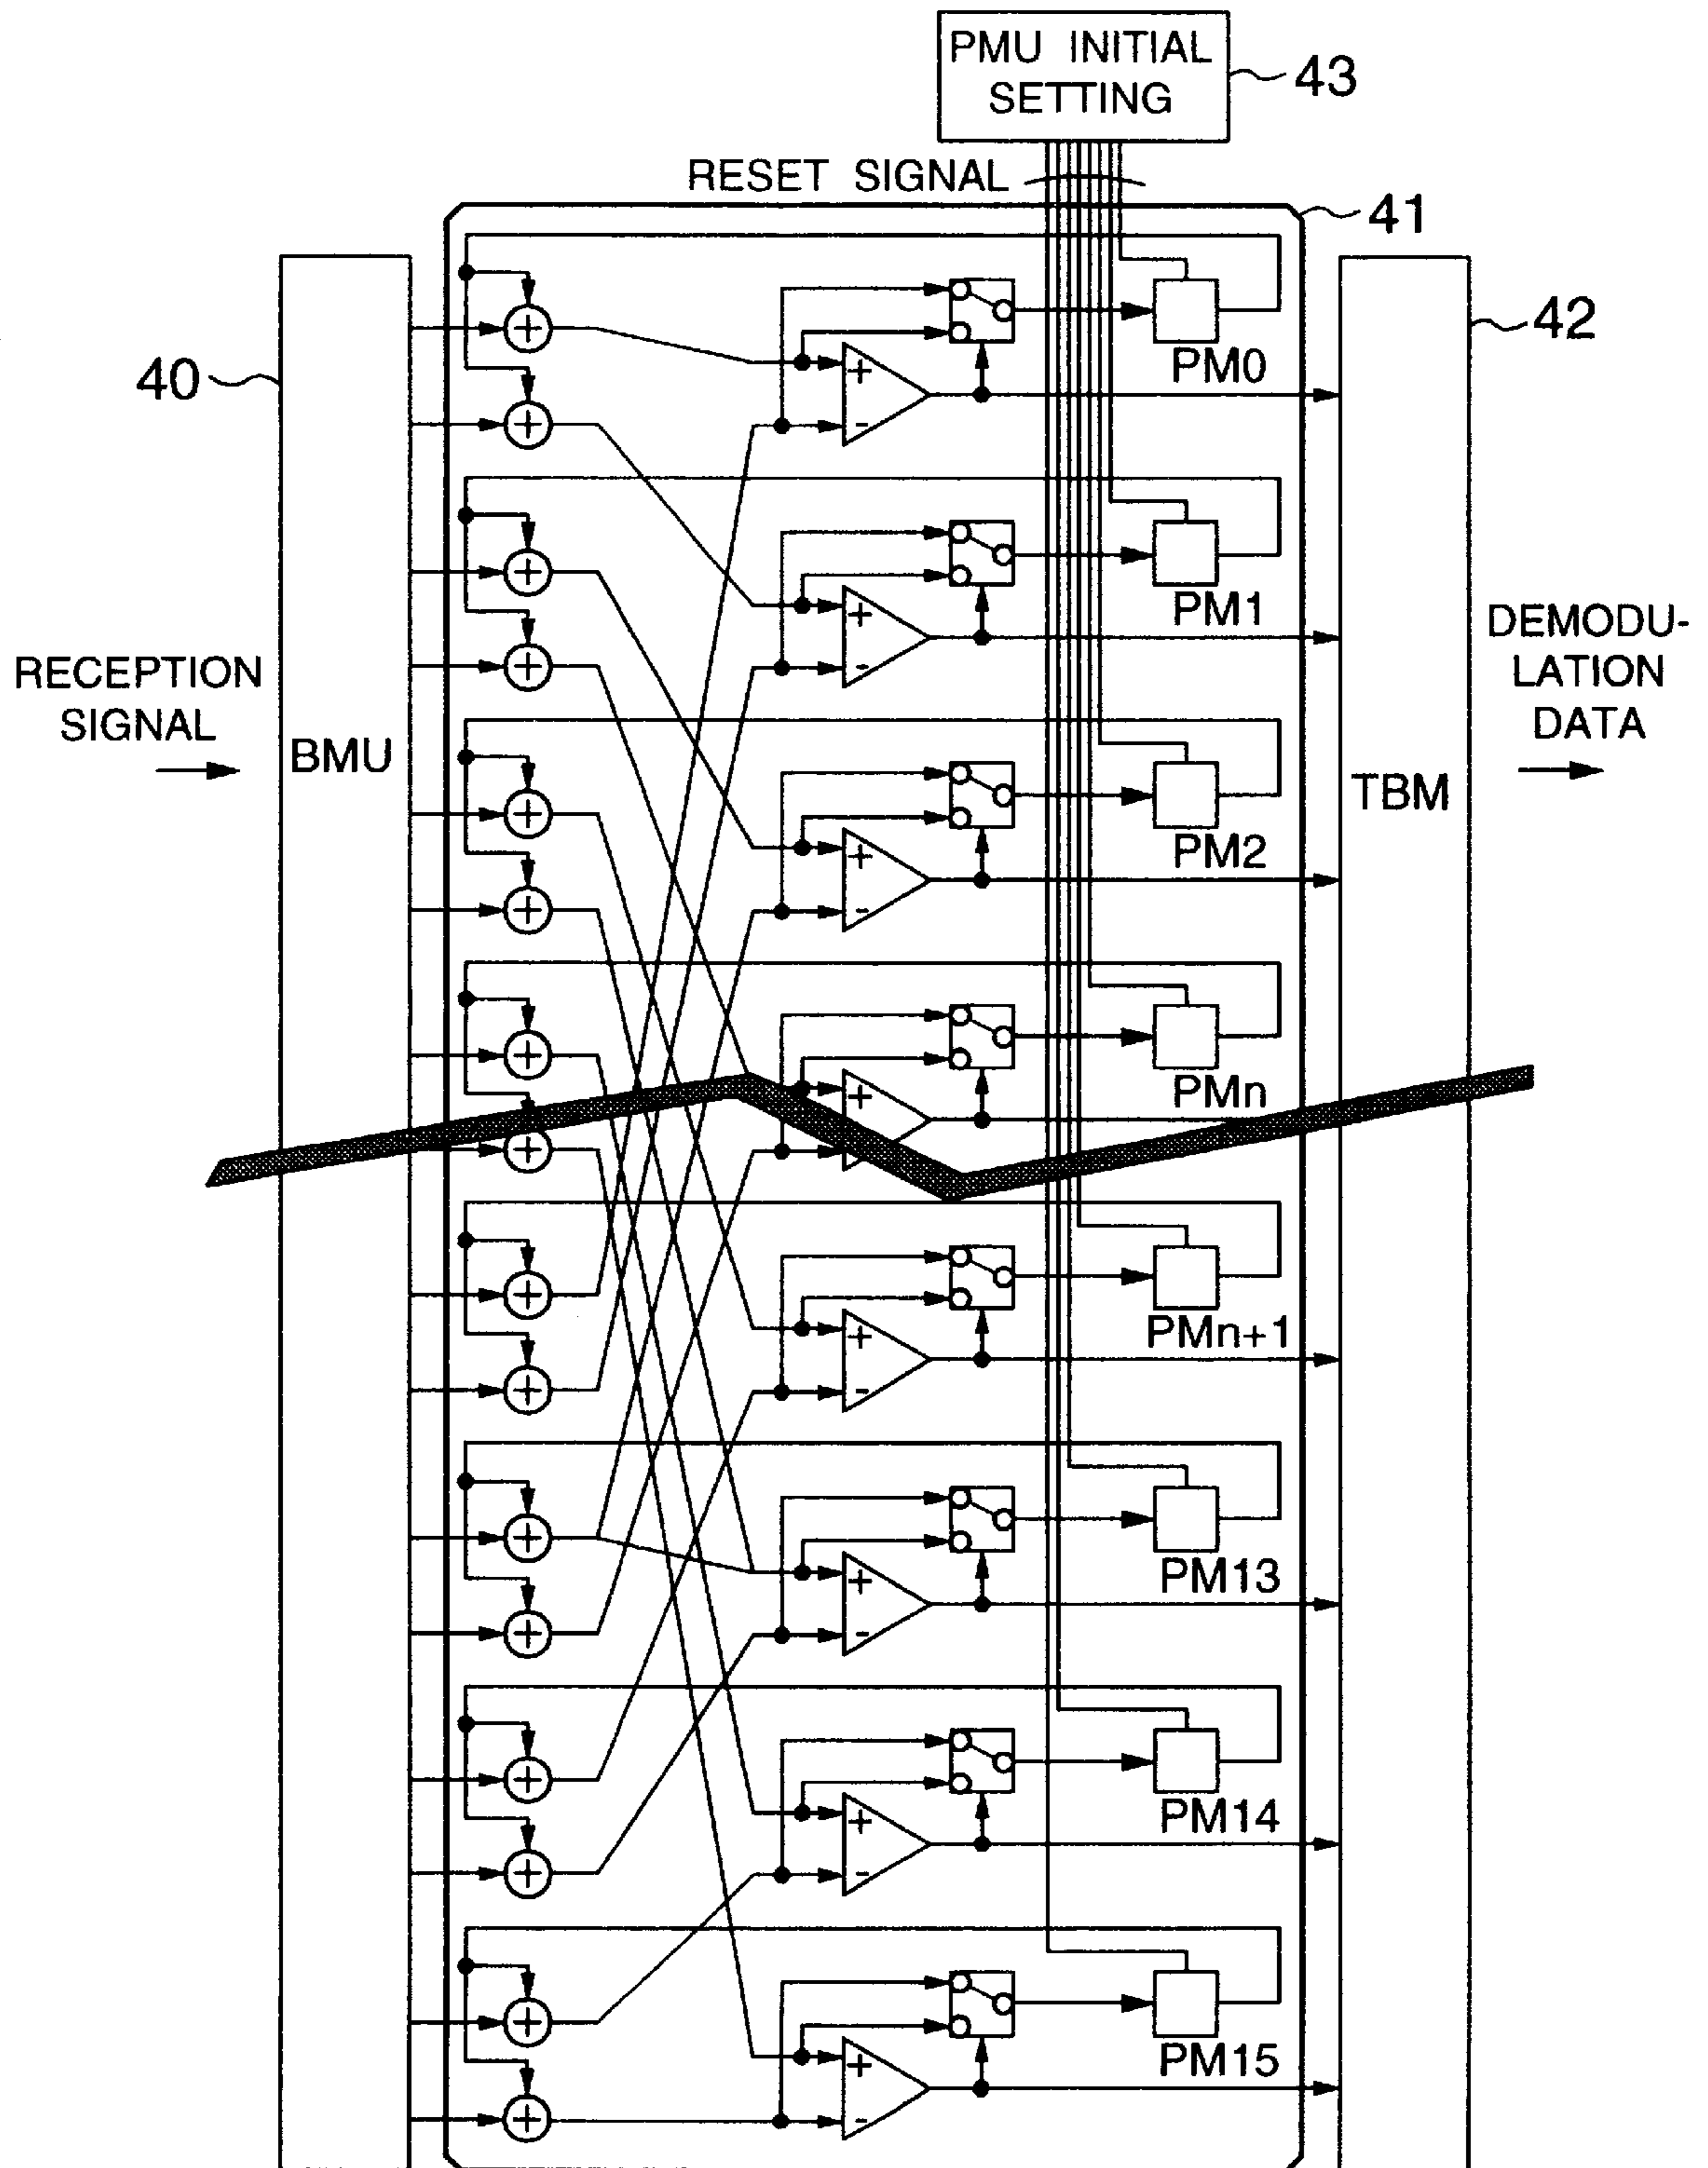 PMU INITIAL
SETTING
43
RESET SIGNAL
41
42
40
PM0
+
-
PM1
+
-
DEMODU-
LATION
DATA
RECEPTION
SIGNAL
BMU
TBM
PM2
+
-
PMn
+
-
PMn+1
+
-
PM13
+
-
PM14
+
-
PM15
+
-